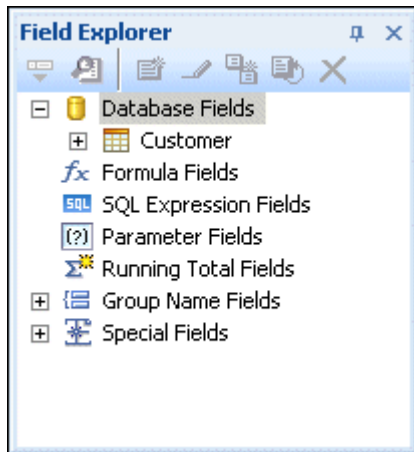 Field Explorer
Database Fields
Customer
fx Formula Fields
SQL SQL Expression Fields
(?) Parameter Fields
Σ Running Total Fields
Group Name Fields
Special Fields